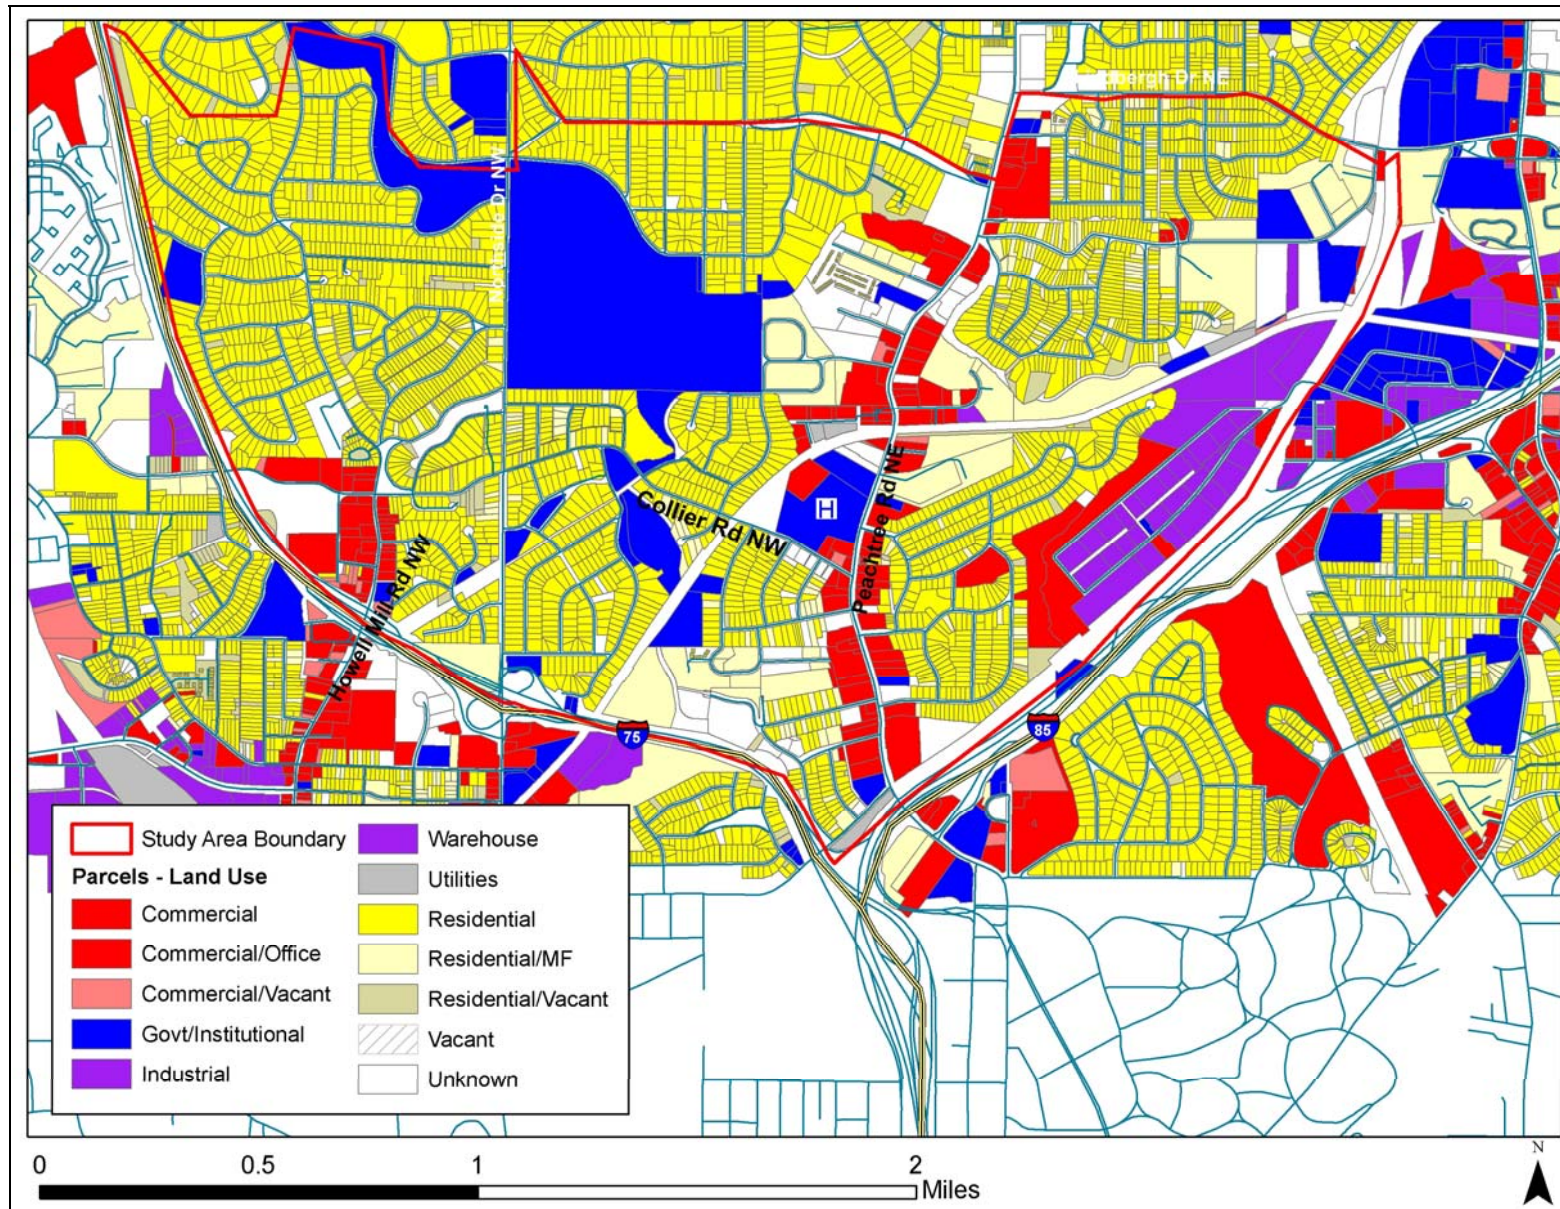 Lindbergh Dr NE
Northside Dr NW
H
Collier Rd NW
Peachtree Rd NE
Howell Mill Rd NW
75
85
4
Study Area Boundary
Parcels - Land Use
Commercial
Commercial/Office
Commercial/Vacant
Govt/Institutional
Industrial
Warehouse
Utilities
Residential
Residential/MF
Residential/Vacant
Vacant
Unknown
0 0.5 1 2
Miles
N